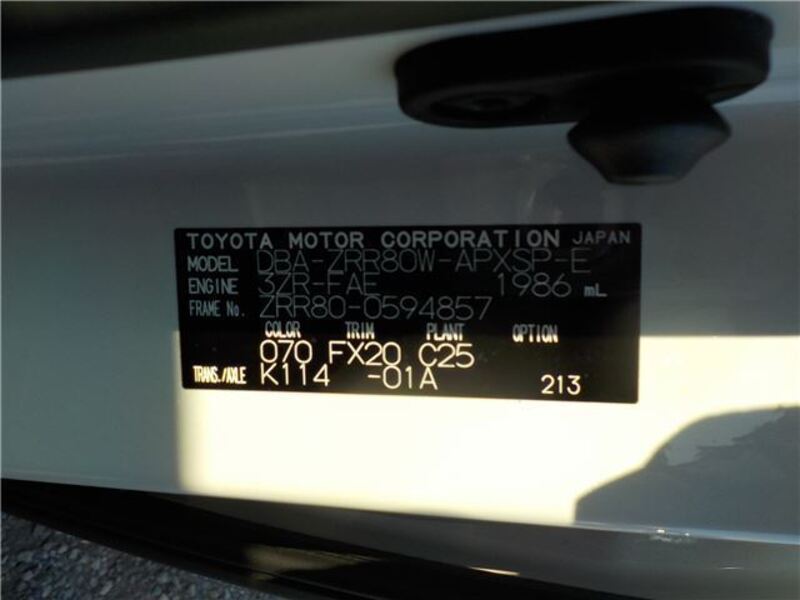 TOYOTA MOTOR CORPORATION JAPAN
MODEL DBA-ZRR80W-APXSP-E
ENGINE 3ZR-FAE 1986 mL
FRAME No. ZRR80-0594857
COLOR TRIM PLANT OPTION
070 FX20 C25
TRANS./AXLE K114 -01A 213